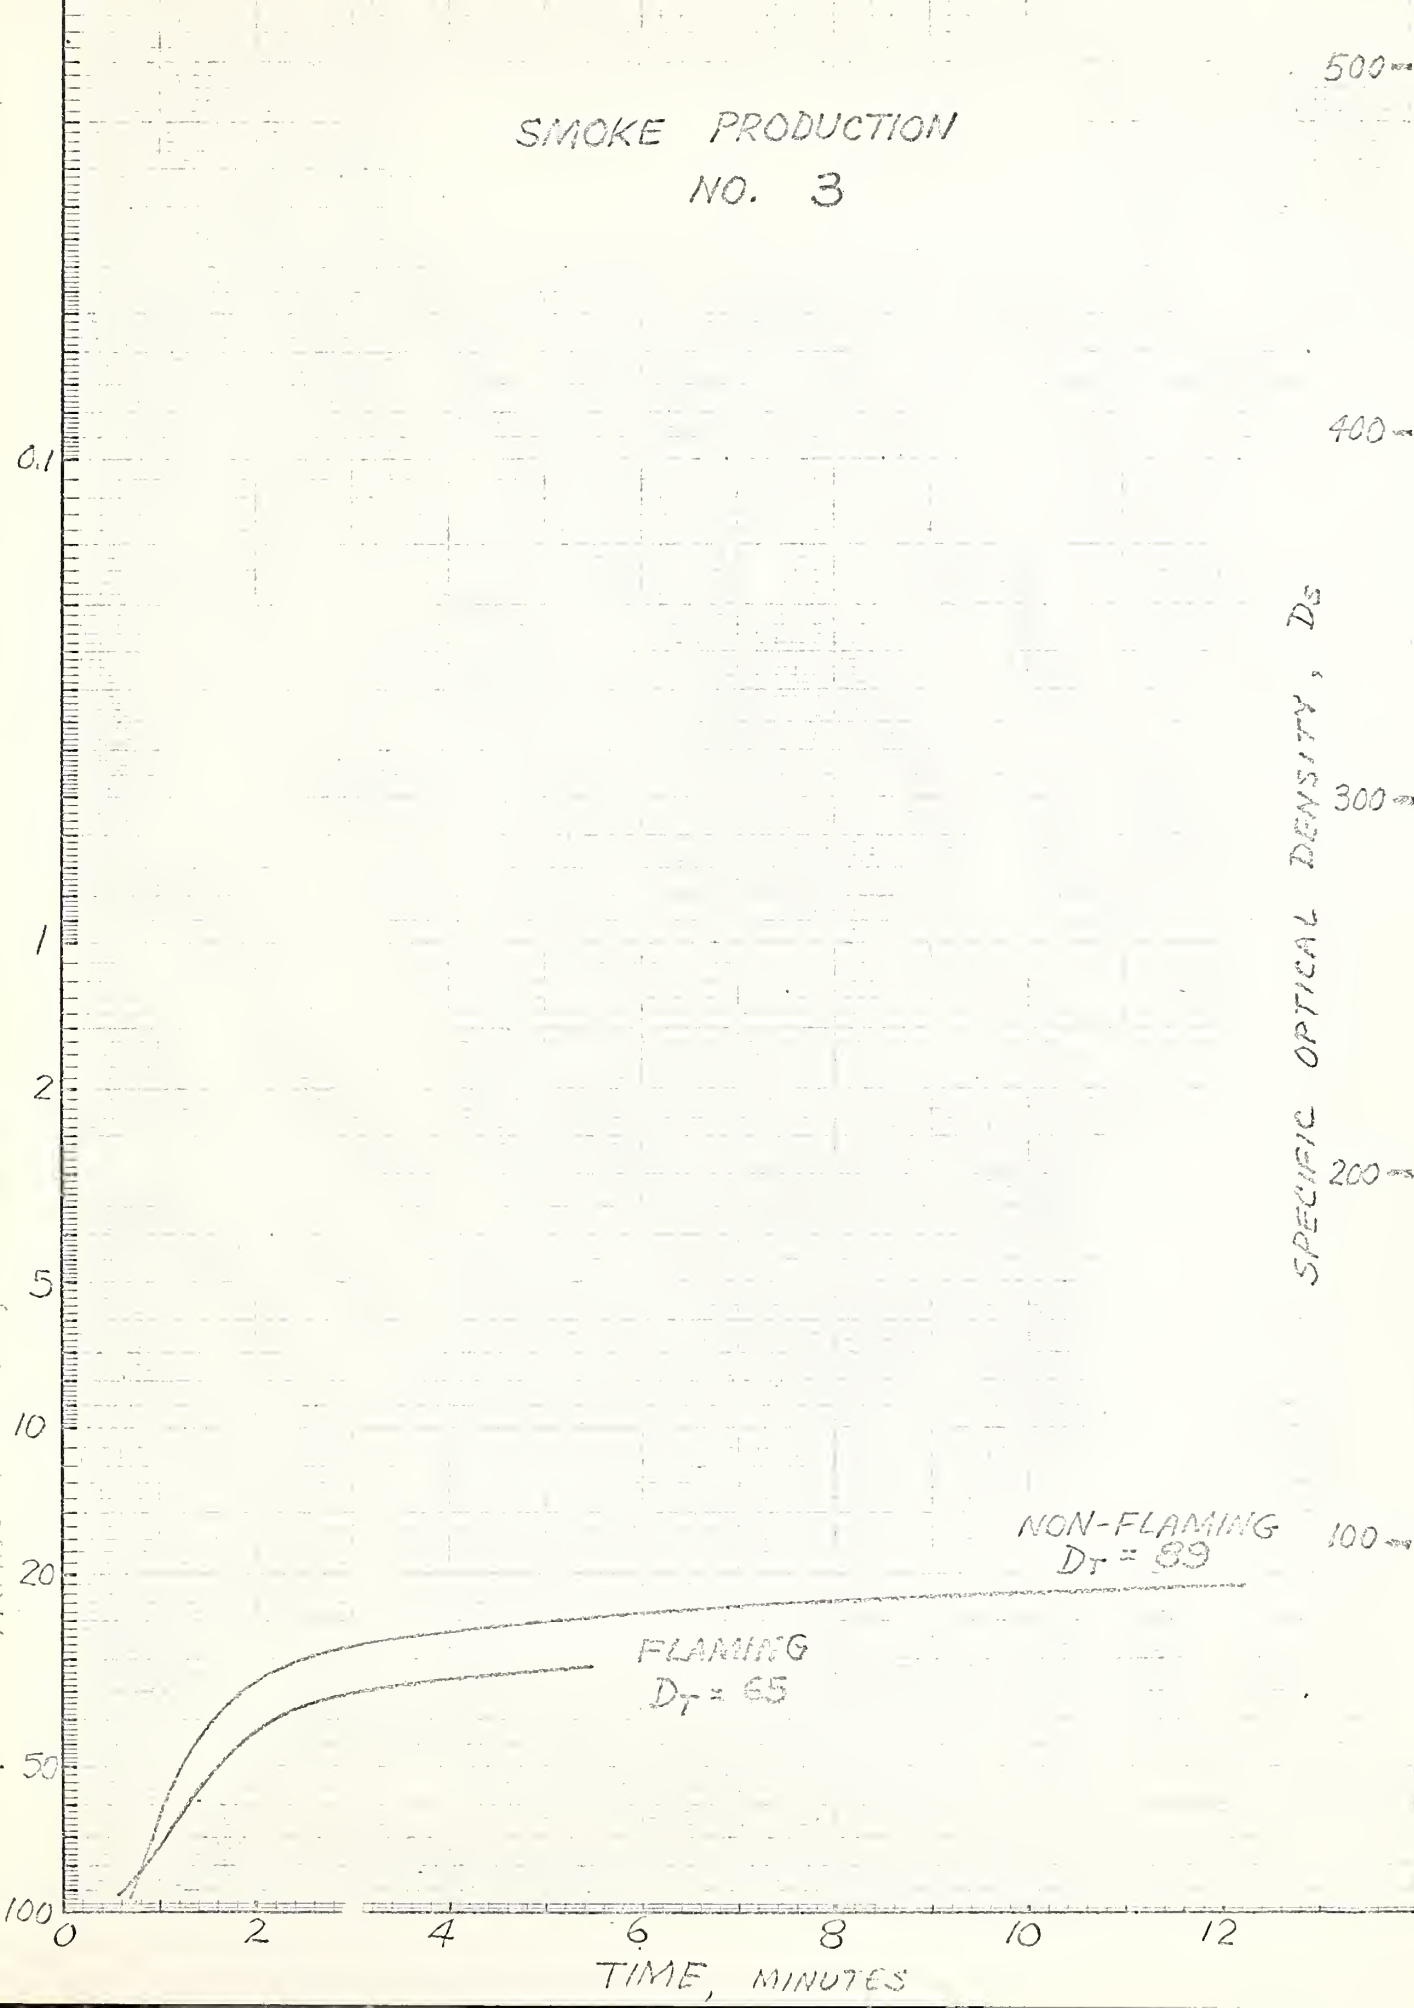 SMOKE PRODUCTION
NO. 3
500
400
300
200
100
SPECIFIC OPTICAL DENSITY, Ds
0.1
1
2
5
10
20
50
100
NON-FLAMING
DT = 89
FLAMING
DT = 65
0 2 4 6 8 10 12
TIME, MINUTES